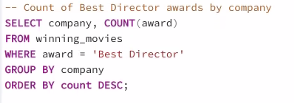 -- Count of Best Director awards by company
SELECT company, COUNT(award)
FROM winning_movies
WHERE award = 'Best Director'
GROUP BY company
ORDER BY count DESC;